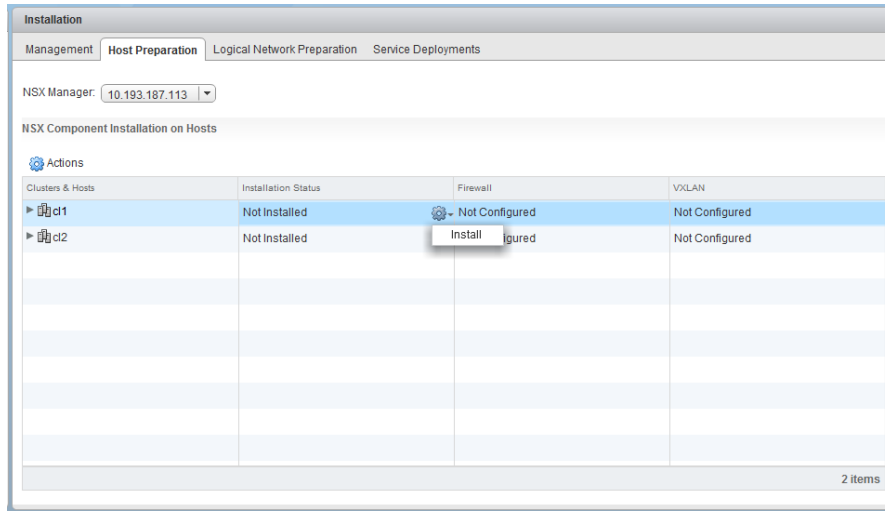 Installation
Management Host Preparation Logical Network Preparation Service Deployments
NSX Manager: 10.193.187.113
NSX Component Installation on Hosts
Actions
Clusters & Hosts Installation Status Firewall VXLAN
cl1 Not Installed Not Configured Not Configured
Install
cl2 Not Installed igured Not Configured
2 items